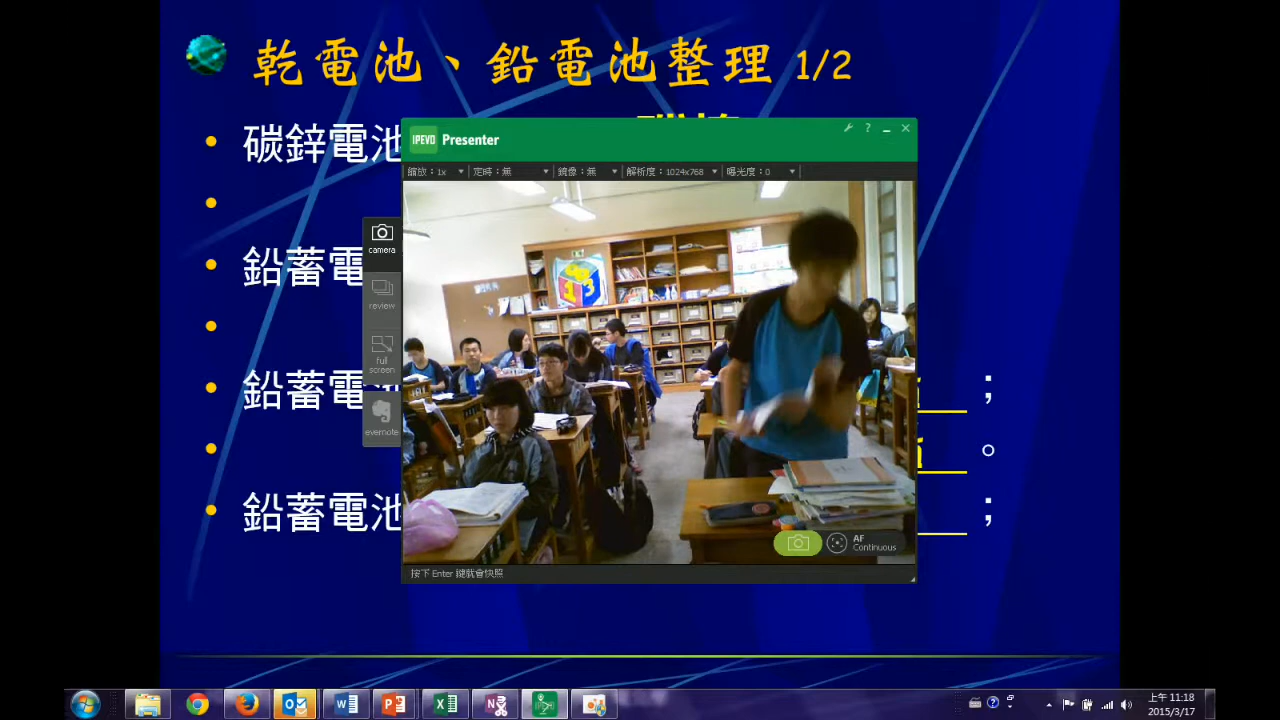 乾電池、鉛電池整理 1/2
碳鋅電池
鉛蓄電
鉛蓄電 ；
。
鉛蓄電池 ；
IPEVO Presenter
縮放：1x 定時：無 鏡像：無 解析度：1024x768 曝光度：0
camera
review
full
screen
evernote
AF
Continuous
按下 Enter 鍵就會快照
上午 11:18
2015/3/17